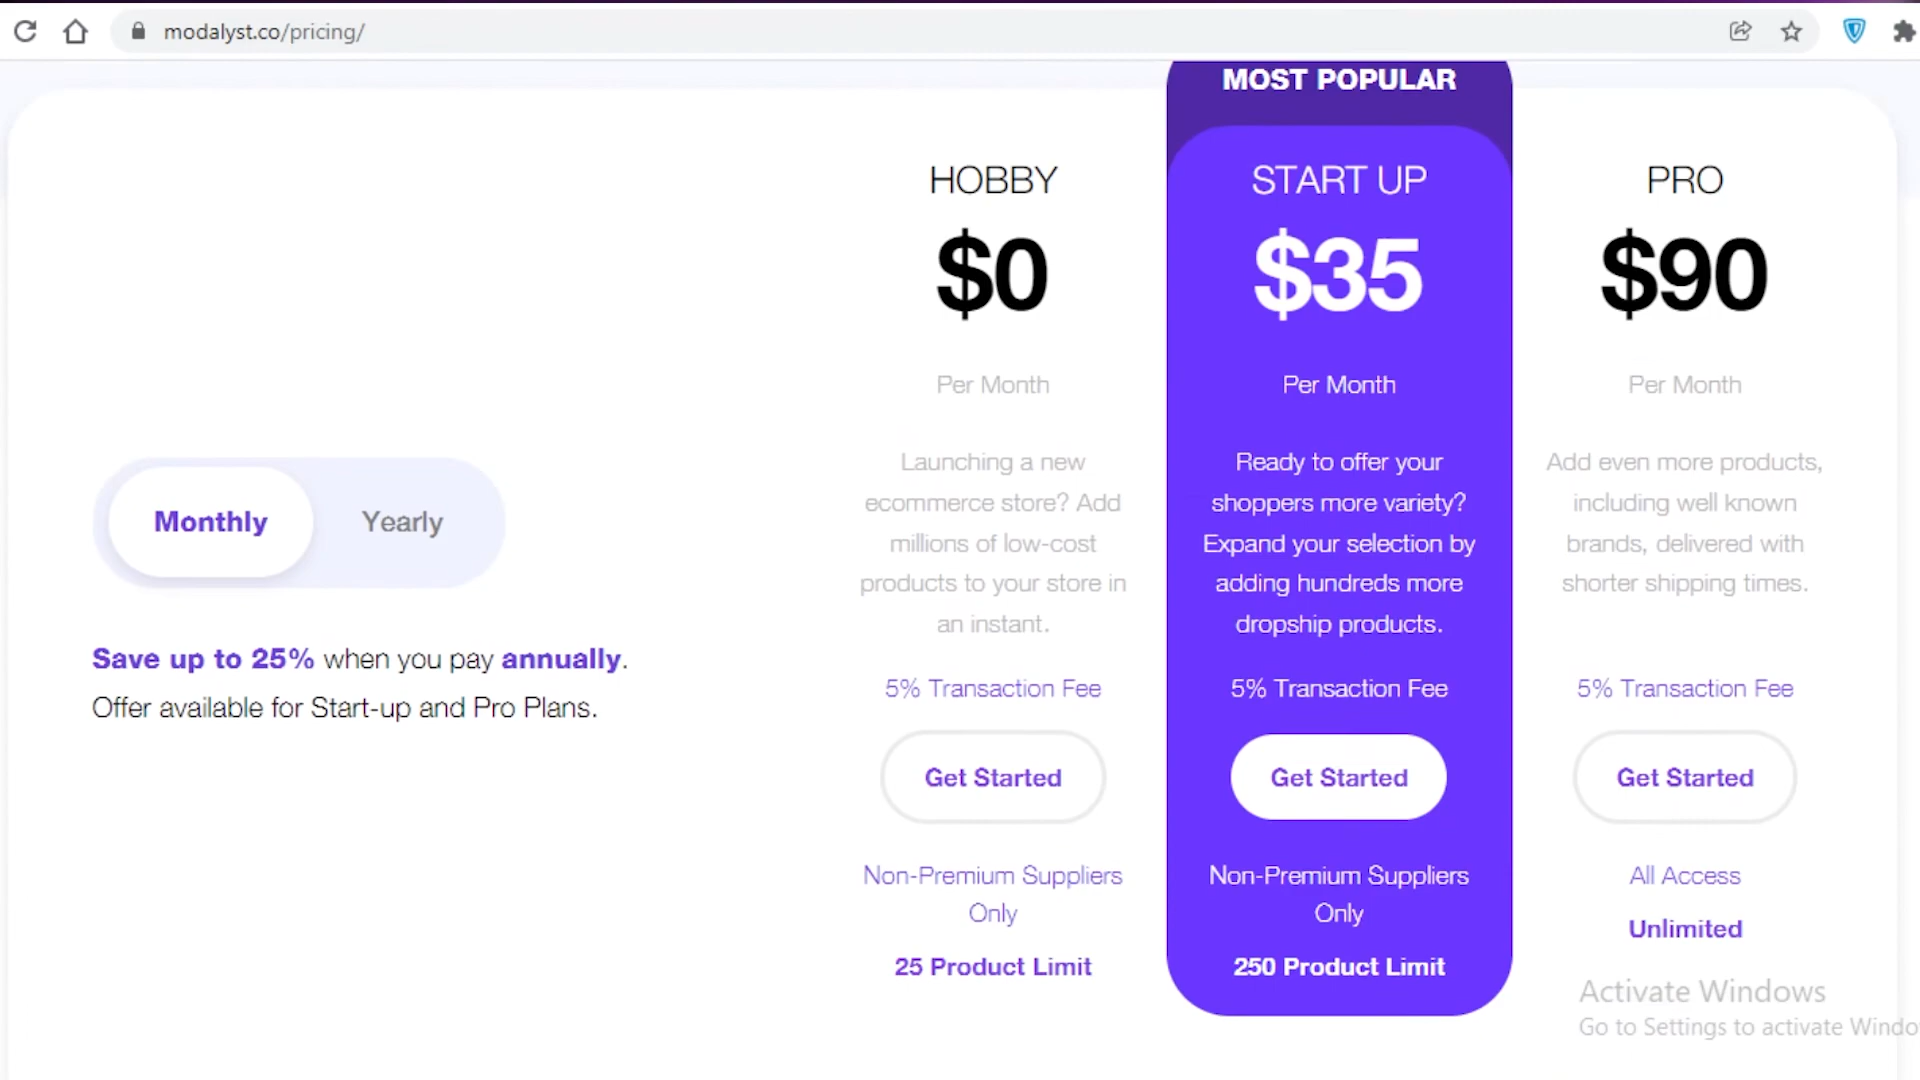 modalyst.co/pricing/
MOST POPULAR
HOBBY
$0
Per Month
Launching a new
ecommerce store? Add
millions of low-cost
products to your store in
an instant.
5% Transaction Fee
Get Started
Non-Premium Suppliers
Only
25 Product Limit
START UP
$35
Per Month
Ready to offer your
shoppers more variety?
Expand your selection by
adding hundreds more
dropship products.
5% Transaction Fee
Get Started
Non-Premium Suppliers
Only
250 Product Limit
PRO
$90
Per Month
Add even more products,
including well known
brands, delivered with
shorter shipping times.
5% Transaction Fee
Get Started
All Access
Unlimited
Monthly
Yearly
Save up to 25% when you pay annually.
Offer available for Start-up and Pro Plans.
Activate Windows
Go to Settings to activate Windo